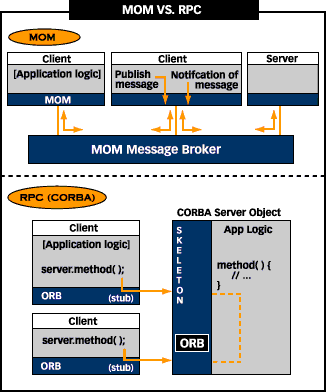 MOM VS. RPC
MOM
Client
[Application logic]
MOM
Client
Publish
message
Notifcation of
message
Server
MOM Message Broker
RPC (CORBA)
Client
[Application logic]
server.method( );
ORB
(stub)
Client
server.method( );
ORB
(stub)
CORBA Server Object
SKELETON
ORB
App Logic
method( ) {
// ...
}